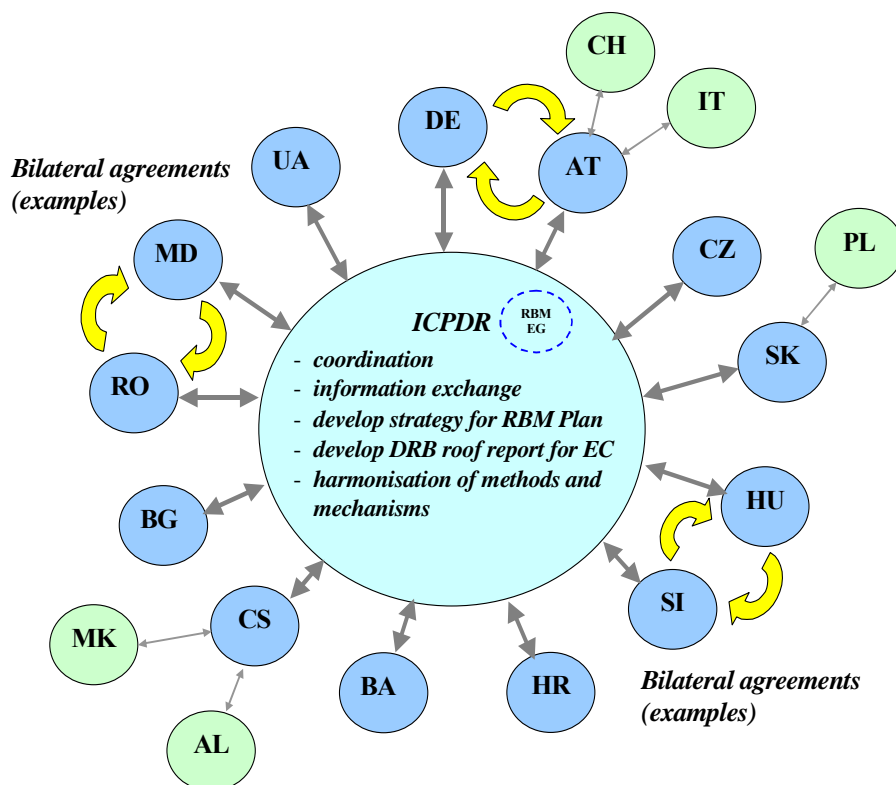 CH
IT
DE
AT
UA
Bilateral agreements
(examples)
MD
CZ
PL
ICPDR
RBM
EG
SK
RO
- coordination
- information exchange
- develop strategy for RBM Plan
- develop DRB roof report for EC
- harmonisation of methods and
mechanisms
HU
BG
SI
CS
MK
BA
HR
Bilateral agreements
(examples)
AL